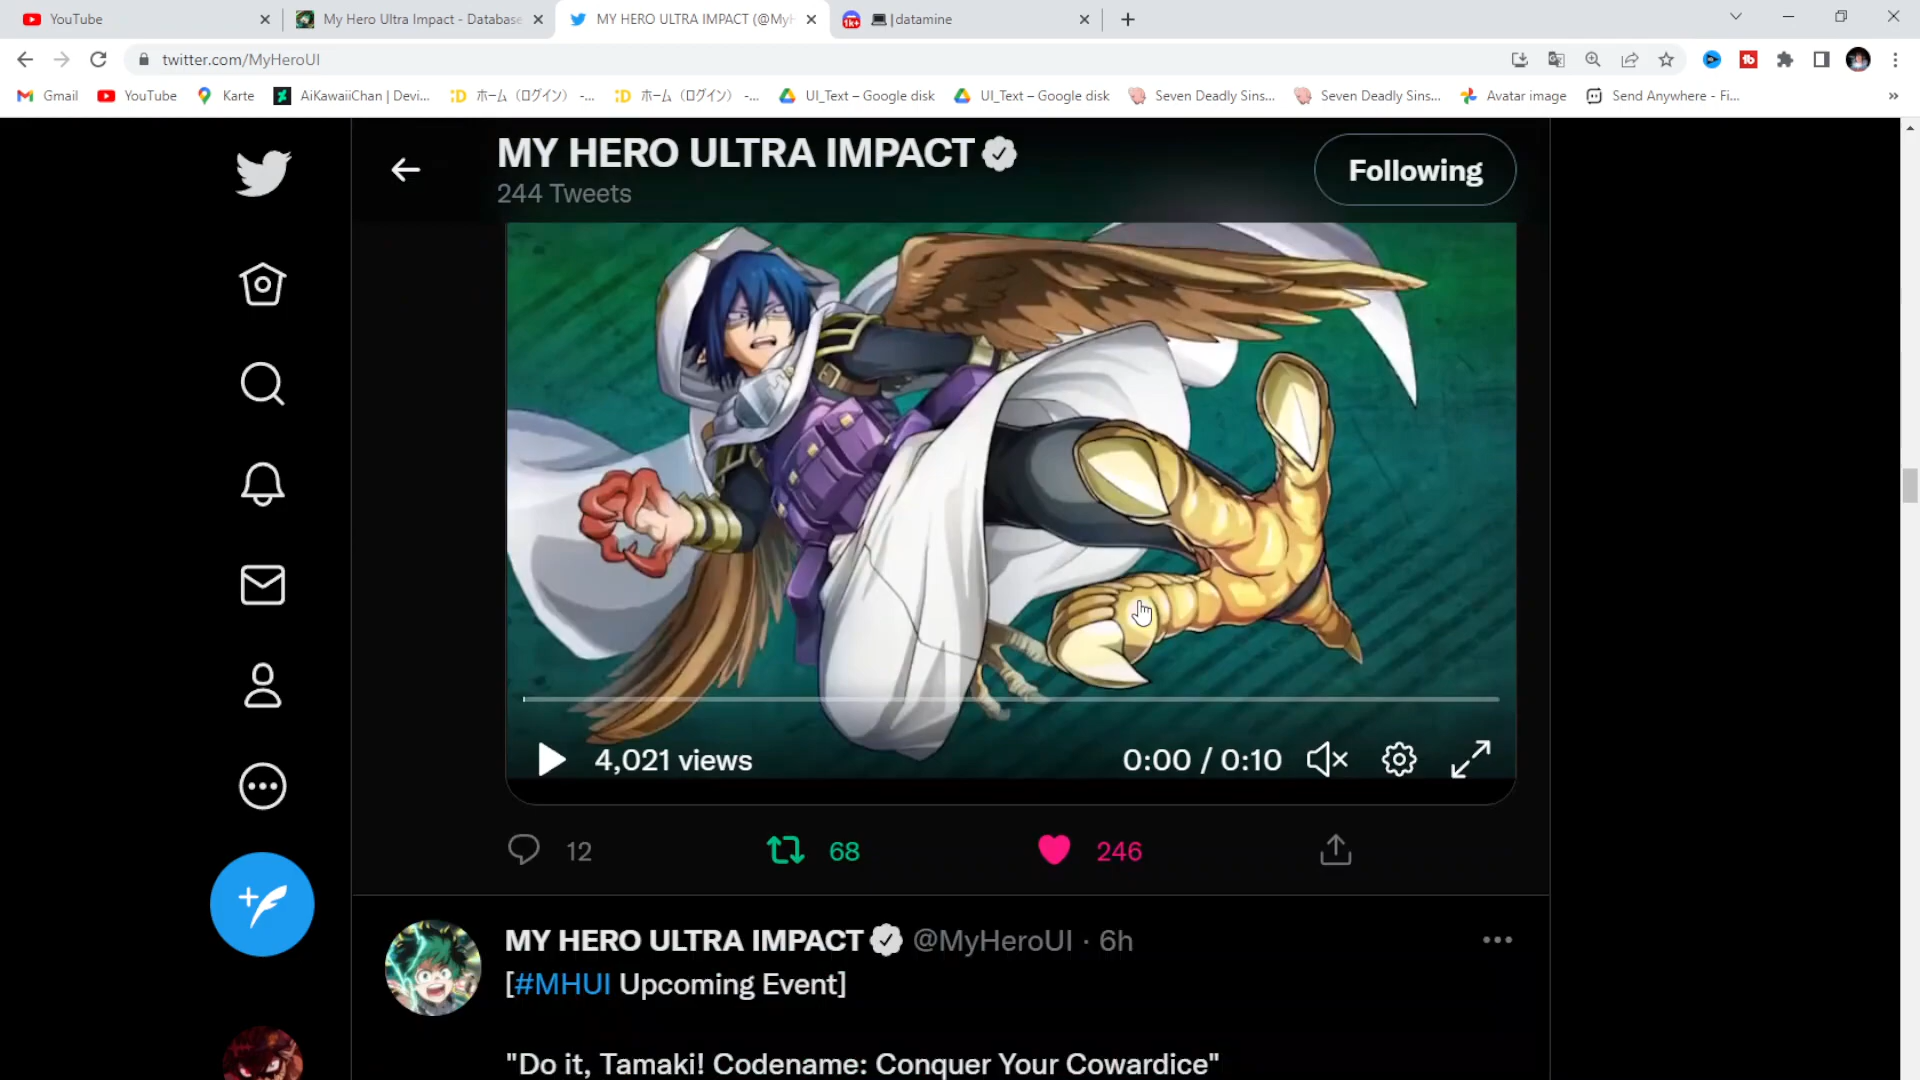 YouTube
My Hero Ultra Impact - Database
MY HERO ULTRA IMPACT (@MyH
1k+
datamine
twitter.com/MyHeroUI
Gmail
YouTube
Karte
AiKawaiiChan | Devi...
ホーム（ログイン） -...
ホーム（ログイン） -...
UI_Text – Google disk
UI_Text – Google disk
Seven Deadly Sins...
Seven Deadly Sins...
Avatar image
Send Anywhere - Fi...
MY HERO ULTRA IMPACT
244 Tweets
Following
4,021 views
0:00 / 0:10
12
68
246
MY HERO ULTRA IMPACT @MyHeroUI · 6h
[#MHUI Upcoming Event]
"Do it, Tamaki! Codename: Conquer Your Cowardice"